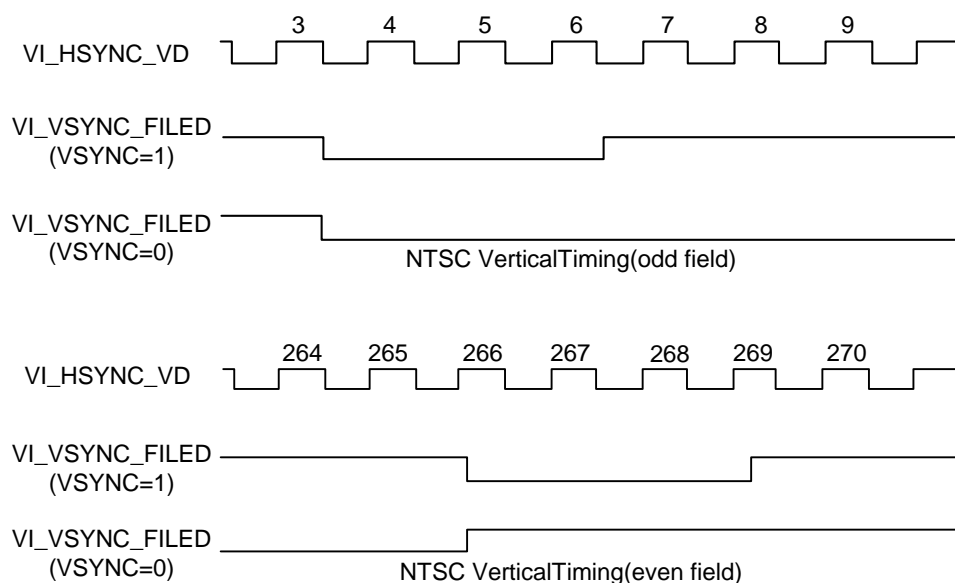 3 4 5 6 7 8 9
VI_HSYNC_VD
VI_VSYNC_FILED
(VSYNC=1)
VI_VSYNC_FILED
(VSYNC=0)
NTSC VerticalTiming(odd field)
264 265 266 267 268 269 270
VI_HSYNC_VD
VI_VSYNC_FILED
(VSYNC=1)
VI_VSYNC_FILED
(VSYNC=0)
NTSC VerticalTiming(even field)